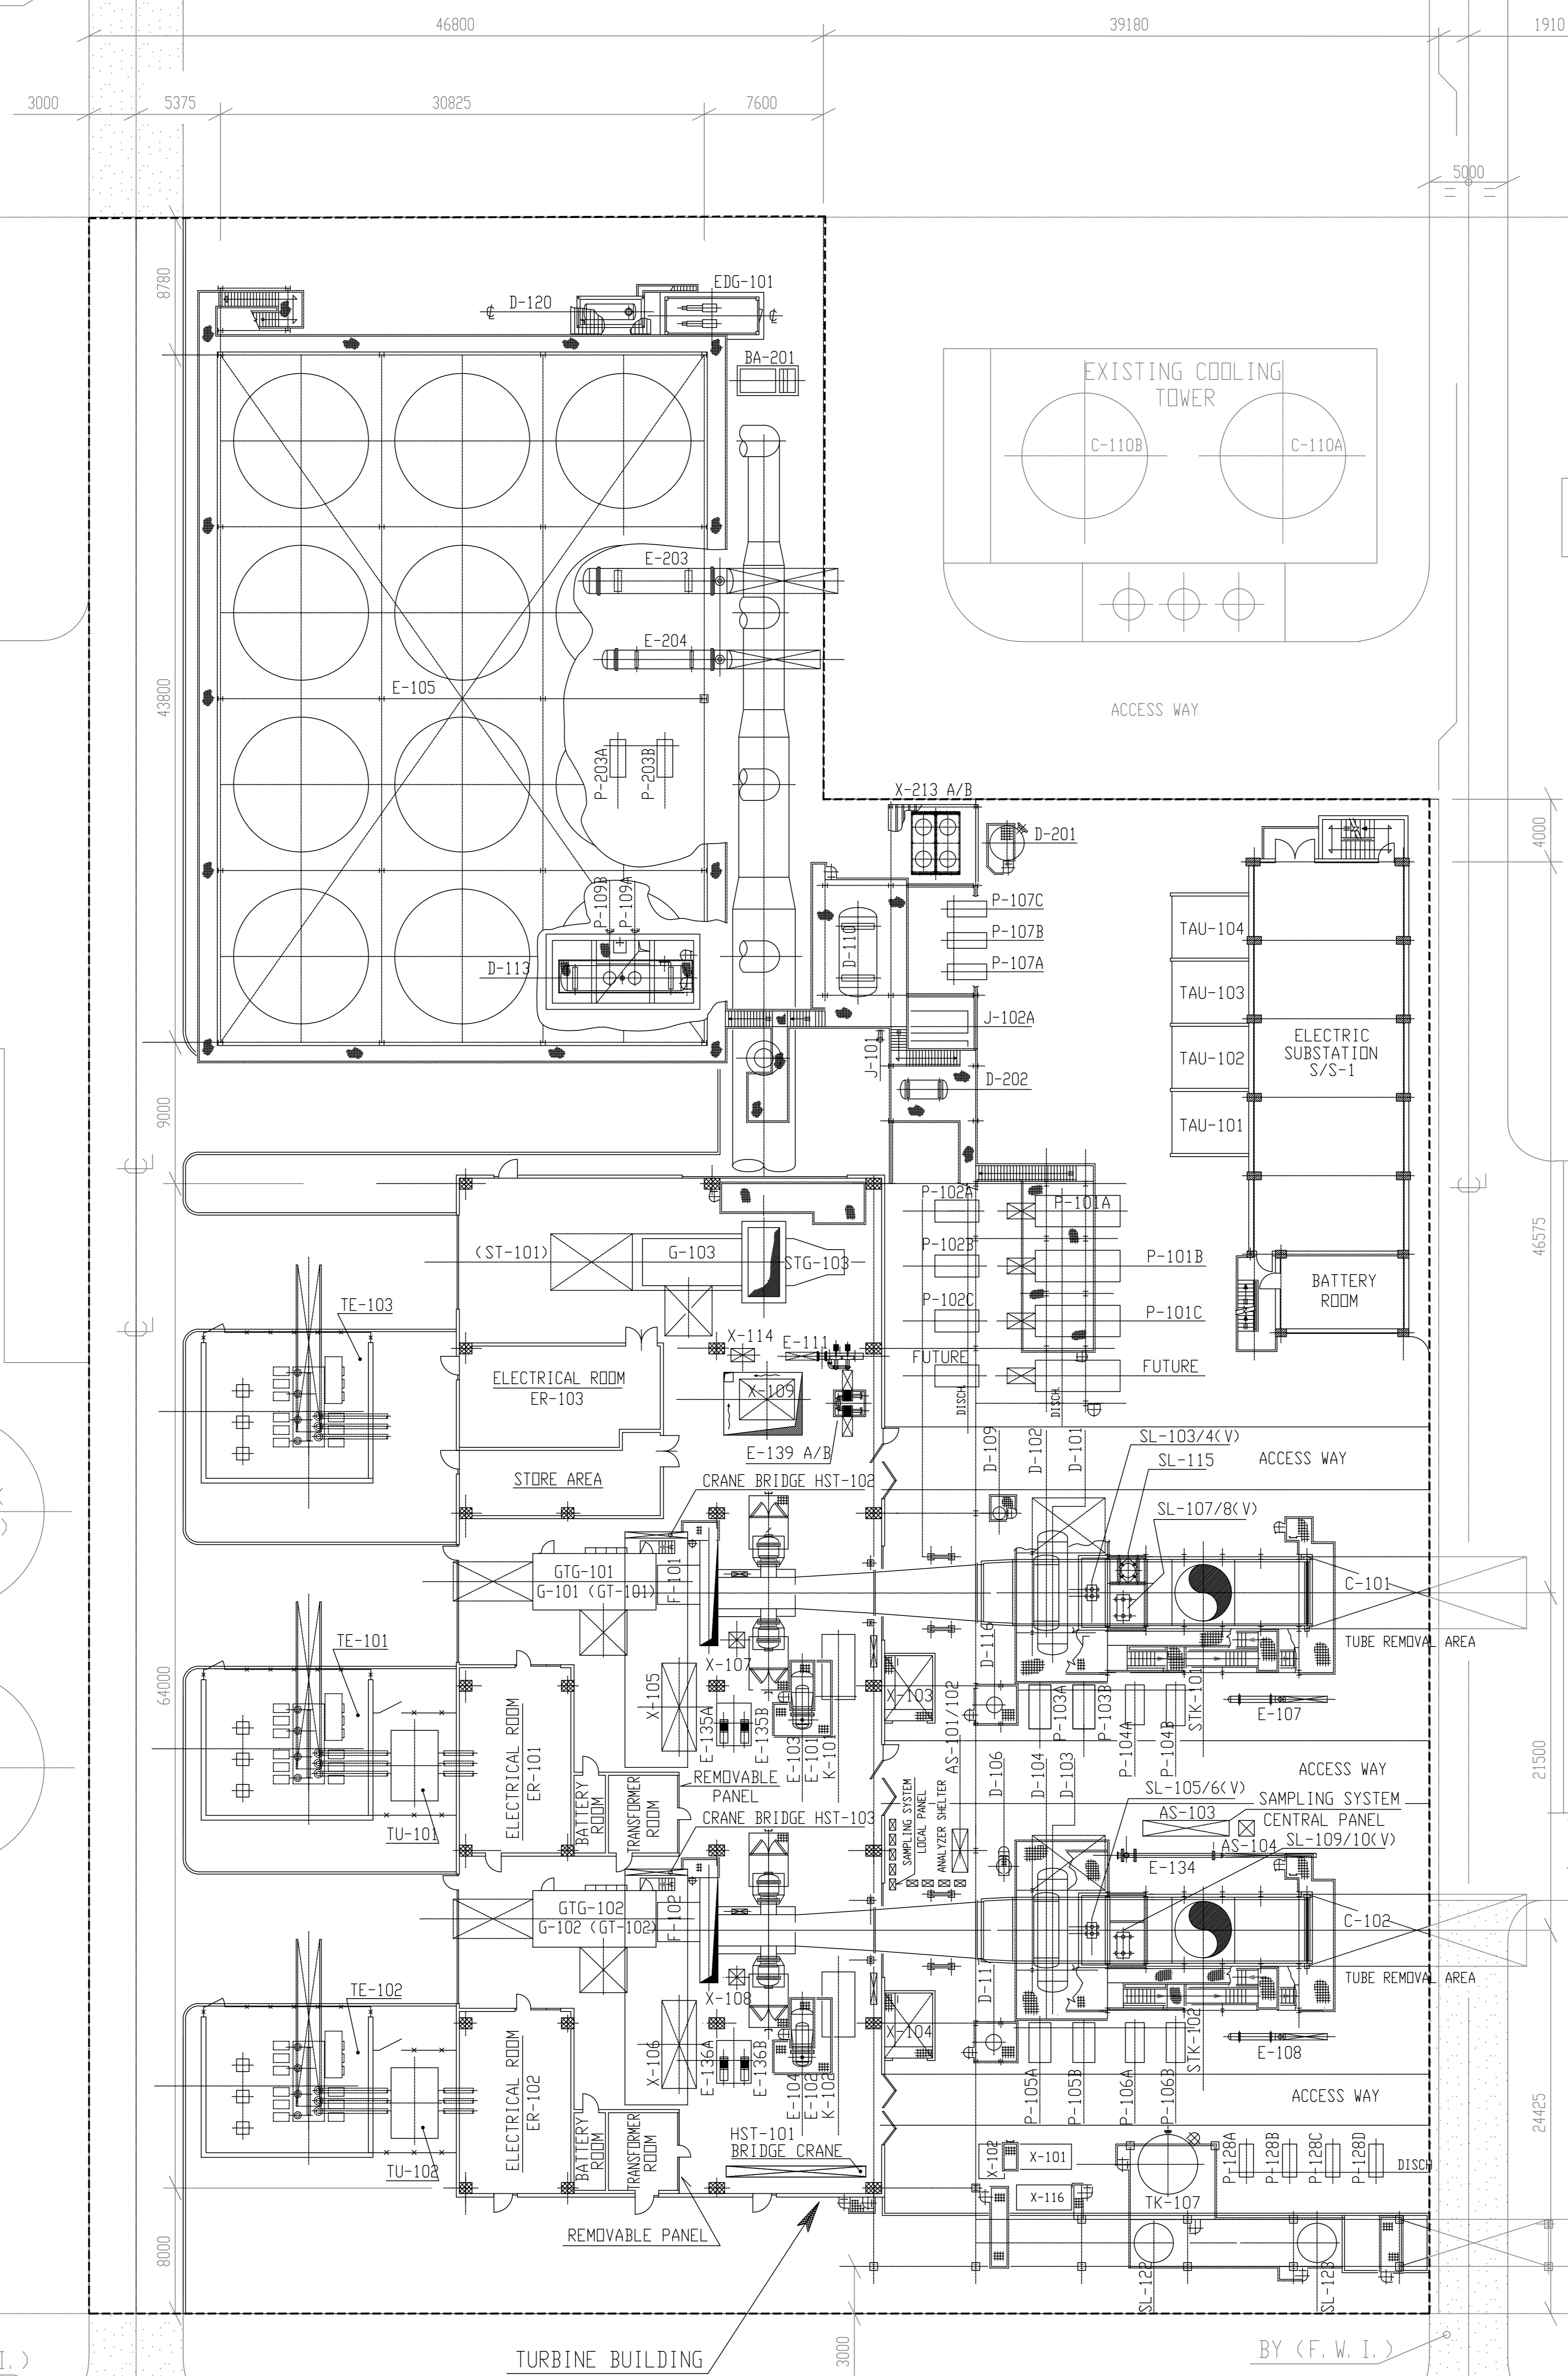 46800
39180
1910
3000
5375
30825
7600
5000
8780
EDG-101
D-120
BA-201
EXISTING COOLING
TOWER
C-110B
C-110A
E-203
E-204
E-105
43800
ACCESS WAY
P-203A
P-203B
X-213 A/B
D-201
4000
P-109B
P-109A
P-107C
P-107B
P-107A
D-110
D-113
J-102A
J-101
D-202
TAU-104
TAU-103
TAU-102
TAU-101
ELECTRIC
SUBSTATION
S/S-1
9000
P-102A
P-101A
(ST-101)
G-103
STG-103
P-102B
P-101B
46575
BATTERY
ROOM
TE-103
P-102C
P-101C
X-114
E-111
FUTURE
FUTURE
ELECTRICAL ROOM
ER-103
X-109
DISCH.
DISCH.
E-139 A/B
STORE AREA
CRANE BRIDGE HST-102
D-109
D-102
D-101
SL-103/4(V)
SL-115
ACCESS WAY
SL-107/8(V)
GTG-101
G-101 (GT-101)
F-101
C-101
TE-101
X-107
D-116
TUBE REMOVAL AREA
64000
X-105
E-135A
E-135B
E-103
E-101
K-101
X-103
AS-101/102
P-103A
P-103B
P-104A
P-104B
STK-101
E-107
TU-101
ELECTRICAL ROOM
ER-101
BATTERY
ROOM
TRANSFORMER
ROOM
REMOVABLE
PANEL
CRANE BRIDGE HST-103
SAMPLING SYSTEM
LOCAL PANEL
ANALYZER SHELTER
D-106
D-104
D-103
ACCESS WAY
21500
SL-105/6(V)
SAMPLING SYSTEM
CENTRAL PANEL
AS-103
AS-104
SL-109/10(V)
E-134
GTG-102
G-102 (GT-102)
F-102
C-102
TE-102
X-108
D-11
TUBE REMOVAL AREA
X-106
E-136A
E-136B
E-104
E-102
K-102
X-104
P-105A
P-105B
P-106A
P-106B
STK-102
E-108
ACCESS WAY
24425
TU-102
ELECTRICAL ROOM
ER-102
BATTERY
ROOM
TRANSFORMER
ROOM
HST-101
BRIDGE CRANE
X-102
X-101
X-116
TK-107
P-128A
P-128B
P-128C
P-128D
DISCH
REMOVABLE PANEL
8000
SL-122
SL-123
TURBINE BUILDING
3000
BY (F. W. I.)
I. )